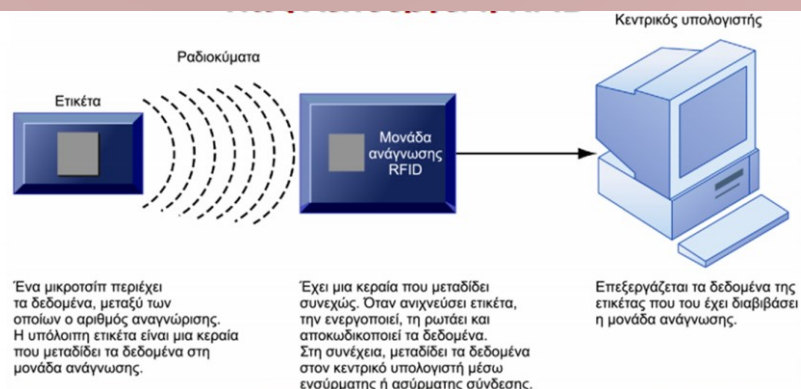 Κεντρικός υπολογιστής
Ραδιοκύματα
Ετικέτα
Μονάδα
ανάγνωσης
RFID
Ένα μικροτσίπ περιέχει
τα δεδομένα, μεταξύ των
οποίων ο αριθμός αναγνώρισης.
Η υπόλοιπη ετικέτα είναι μια κεραία
που μεταδίδει τα δεδομένα στη
μονάδα ανάγνωσης.
Έχει μια κεραία που μεταδίδει
συνεχώς. Όταν ανιχνεύσει ετικέτα,
την ενεργοποιεί, τη ρωτάει και
αποκωδικοποιεί τα δεδομένα.
Στη συνέχεια, μεταδίδει τα δεδομένα
στον κεντρικό υπολογιστή μέσω
ενσύρματης ή ασύρματης σύνδεσης.
Επεξεργάζεται τα δεδομένα της
ετικέτας που του έχει διαβιβάσει
η μονάδα ανάγνωσης.